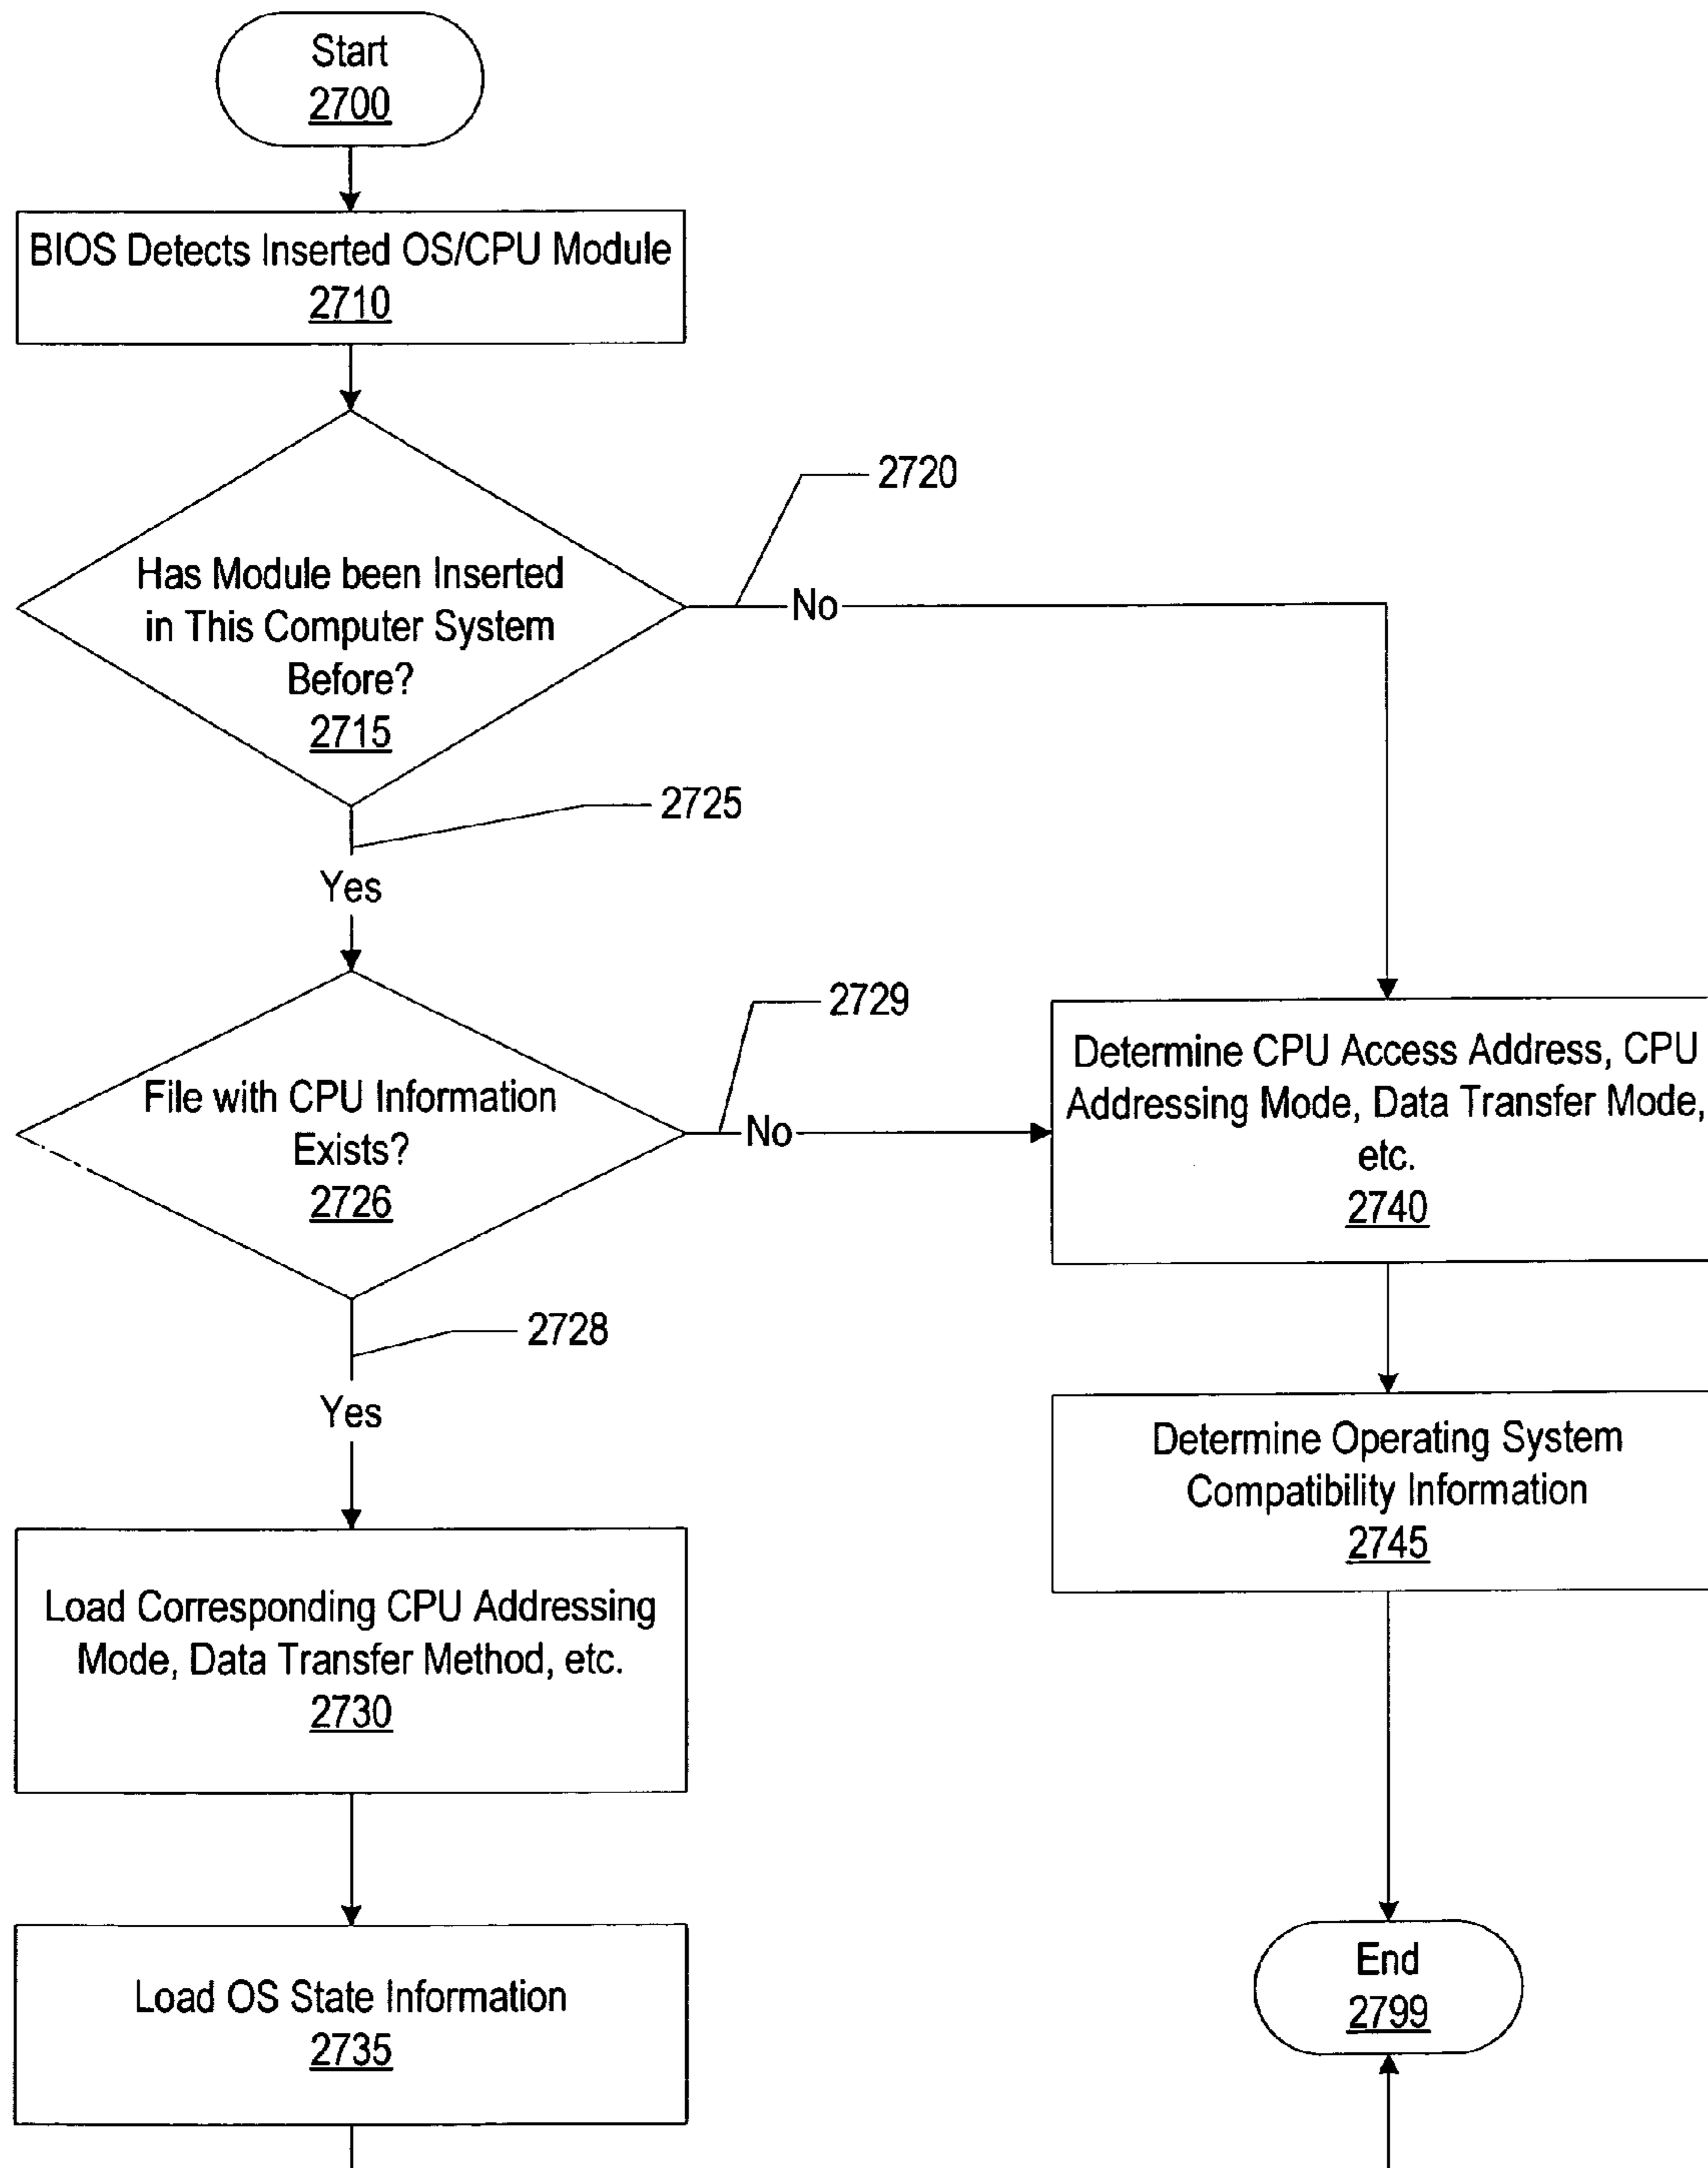 Start
2700
BIOS Detects Inserted OS/CPU Module
2710
2720
Has Module been Inserted
in This Computer System
Before?
2715
No
2725
Yes
2729
File with CPU Information
Exists?
2726
No
Determine CPU Access Address, CPU
Addressing Mode, Data Transfer Mode,
etc.
2740
2728
Yes
Determine Operating System
Compatibility Information
2745
Load Corresponding CPU Addressing
Mode, Data Transfer Method, etc.
2730
Load OS State Information
2735
End
2799